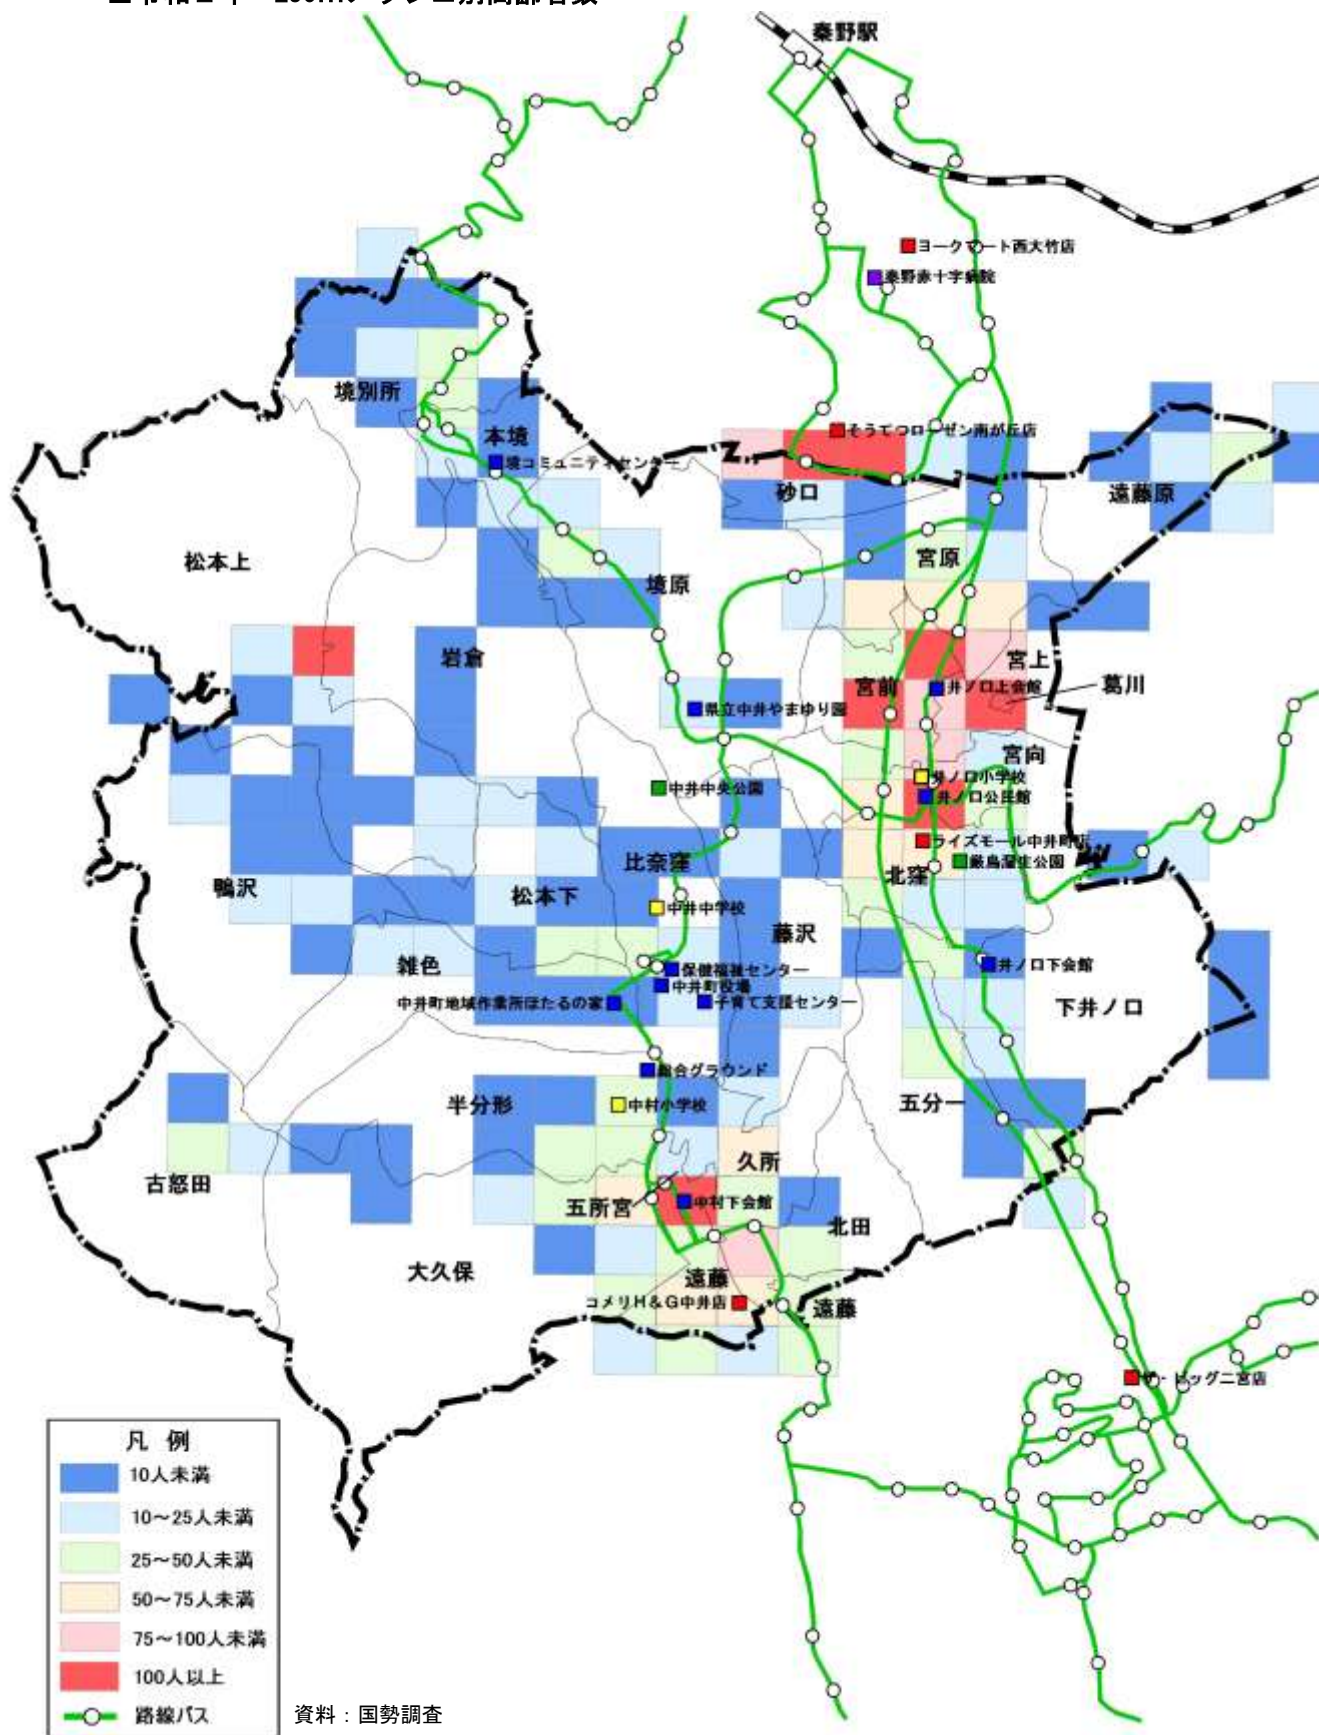 秦野駅
ヨークマート西大竹店
秦野赤十字病院
境別所
そうてつローゼン南が丘店
本境
境コミュニティセンター
砂口
遠藤原
松本上
宮原
境原
岩倉
宮上
宮前
葛川
井ノ口上会館
県立中井やまゆり園
宮向
井ノ口小学校
中井中央公園
井ノ口公民館
ライズモール中井町店
比奈窪
厳島湿生公園
北窪
鴨沢
松本下
中井中学校
藤沢
雑色
保健福祉センター
井ノ口下会館
中井町役場
中井町地域作業所ほたるの家
子育て支援センター
下井ノ口
総合グラウンド
半分形
中村小学校
五分一
久所
古怒田
五所宮
中村下会館
北田
大久保
遠藤
コメリH&G中井店
遠藤
ザ・ビッグ二宮店
凡 例
10人未満
10~25人未満
25~50人未満
50~75人未満
75~100人未満
100人以上
路線バス
資料:国勢調査